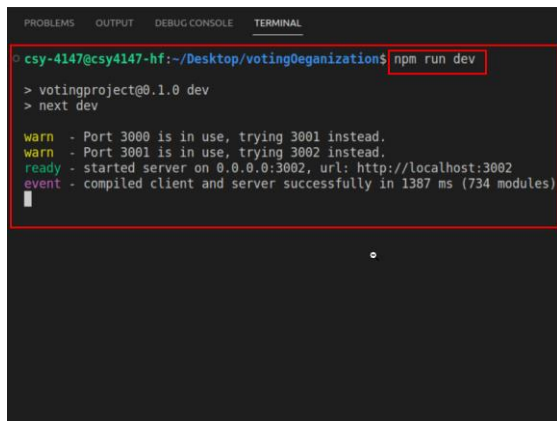 PROBLEMS OUTPUT DEBUG CONSOLE TERMINAL
csy-4147@csy4147-hf:~/Desktop/votingOeganization$ npm run dev
> votingproject@0.1.0 dev
> next dev
warn - Port 3000 is in use, trying 3001 instead.
warn - Port 3001 is in use, trying 3002 instead.
ready - started server on 0.0.0.0:3002, url: http://localhost:3002
event - compiled client and server successfully in 1387 ms (734 modules)